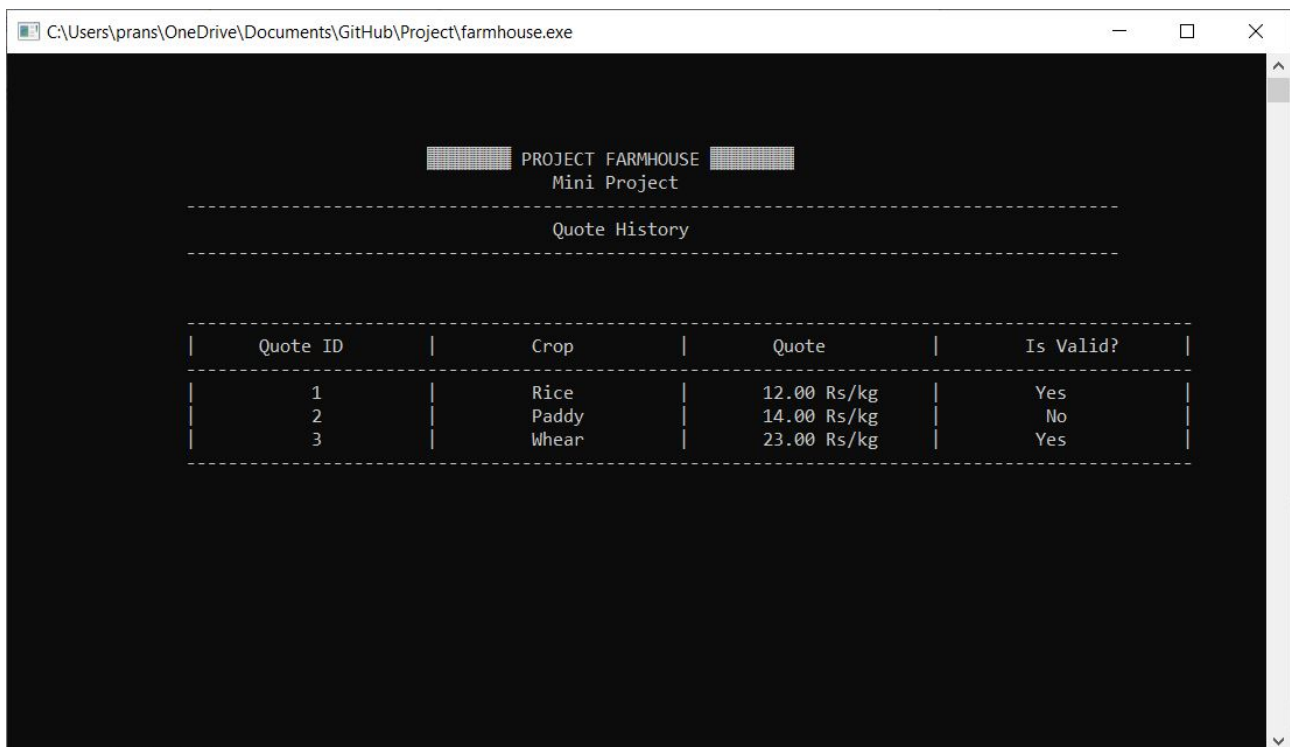 C:\Users\prans\OneDrive\Documents\GitHub\Project\farmhouse.exe
PROJECT FARMHOUSE
Mini Project
Quote History
| Quote ID | Crop | Quote | Is Valid? |
| 1 | Rice | 12.00 Rs/kg | Yes |
| 2 | Paddy | 14.00 Rs/kg | No |
| 3 | Whear | 23.00 Rs/kg | Yes |